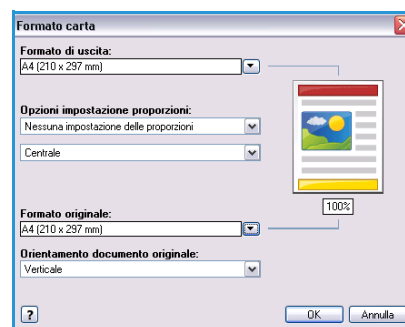 Formato carta
Formato di uscita:
A4 (210 x 297 mm)
Opzioni impostazione proporzioni:
Nessuna impostazione delle proporzioni
Centrale
100%
Formato originale:
A4 (210 x 297 mm)
Orientamento documento originale:
Verticale
?
OK
Annulla